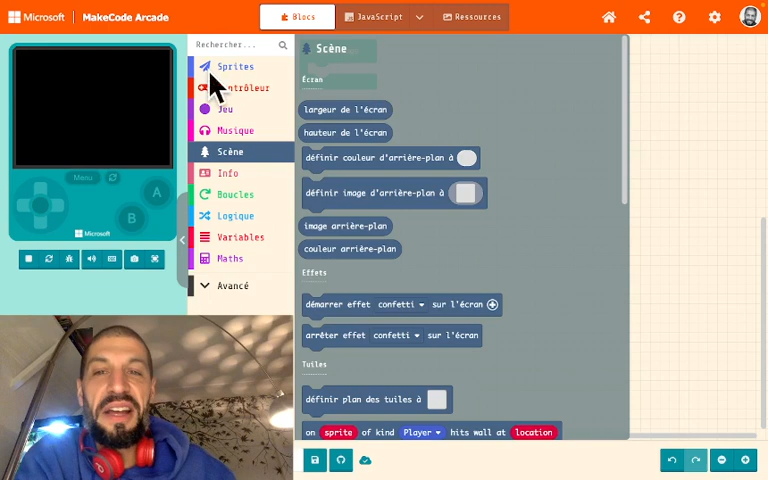 Microsoft
MakeCode Arcade
Blocs
JavaScript
Ressources
Menu
A
B
Microsoft
Rechercher...
Sprites
Jeu
Musique
Scène
Info
Boucles
Logique
Variables
Maths
Avancé
Scène
Écran
largeur de l'écran
hauteur de l'écran
définir couleur d'arrière-plan à
définir image d'arrière-plan à
image arrière-plan
couleur arrière-plan
Effets
démarrer effet confetti sur l'écran
arrêter effet confetti sur l'écran
Tuiles
définir plan des tuiles à
on sprite of kind Player hits wall at location